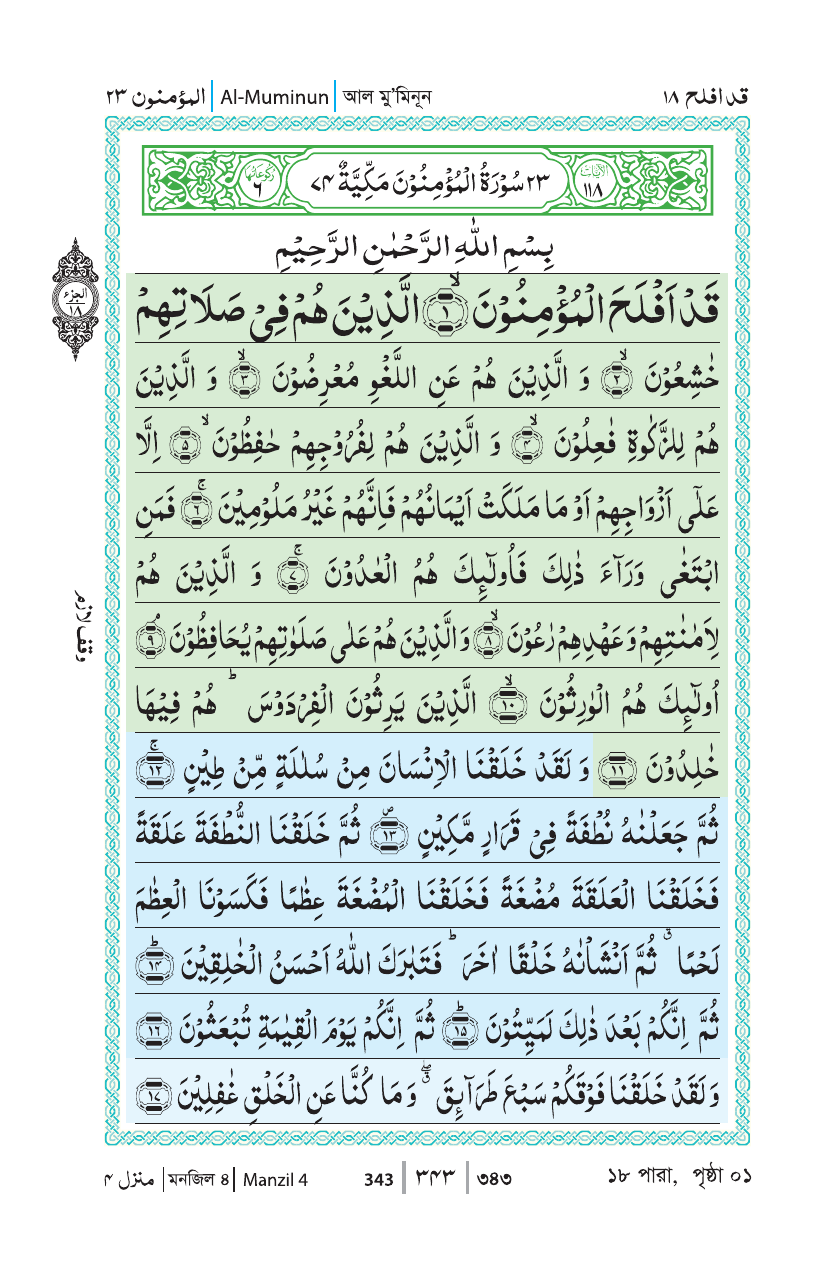 المؤمنون ٢٣ | Al-Muminun | আল মু’মিনূন
قد افلح ١٨
رکوعاتها ٦ ٢٣ سُوْرَةُ الْمُؤْمِنُوْنَ مَكِّيَّةٌ ٧٤ الآيات ١١٨
بِسْمِ اللّٰهِ الرَّحْمٰنِ الرَّحِيْمِ
الجزء ١٨
قَدْ اَفْلَحَ الْمُؤْمِنُوْنَ ۙ﴿١﴾ الَّذِيْنَ هُمْ فِيْ صَلَاتِهِمْ
خٰشِعُوْنَ ۙ﴿٢﴾ وَ الَّذِيْنَ هُمْ عَنِ اللَّغْوِ مُعْرِضُوْنَ ۙ﴿٣﴾ وَ الَّذِيْنَ
هُمْ لِلزَّكٰوةِ فٰعِلُوْنَ ۙ﴿٤﴾ وَ الَّذِيْنَ هُمْ لِفُرُوْجِهِمْ حٰفِظُوْنَ ۙ﴿٥﴾ اِلَّا
عَلٰٓى اَزْوَاجِهِمْ اَوْ مَا مَلَكَتْ اَيْمَانُهُمْ فَاِنَّهُمْ غَيْرُ مَلُوْمِيْنَ ۚ﴿٦﴾ فَمَنِ
ابْتَغٰى وَرَآءَ ذٰلِكَ فَاُولٰٓئِكَ هُمُ الْعٰدُوْنَ ۚ﴿٧﴾ وَ الَّذِيْنَ هُمْ
لِاَمٰنٰتِهِمْ وَ عَهْدِهِمْ رٰعُوْنَ ۙ﴿٨﴾ وَ الَّذِيْنَ هُمْ عَلٰى صَلَوٰتِهِمْ يُحَافِظُوْنَ ۘ﴿٩﴾
وقف لازم
اُولٰٓئِكَ هُمُ الْوٰرِثُوْنَ ۙ﴿١٠﴾ الَّذِيْنَ يَرِثُوْنَ الْفِرْدَوْسَ ؕ هُمْ فِيْهَا
خٰلِدُوْنَ ﴿١١﴾ وَ لَقَدْ خَلَقْنَا الْاِنْسَانَ مِنْ سُلٰلَةٍ مِّنْ طِيْنٍ ۚ﴿١٢﴾
ثُمَّ جَعَلْنٰهُ نُطْفَةً فِيْ قَرَارٍ مَّكِيْنٍ ۪﴿١٣﴾ ثُمَّ خَلَقْنَا النُّطْفَةَ عَلَقَةً
فَخَلَقْنَا الْعَلَقَةَ مُضْغَةً فَخَلَقْنَا الْمُضْغَةَ عِظٰمًا فَكَسَوْنَا الْعِظٰمَ
لَحْمًا ۗ ثُمَّ اَنْشَاْنٰهُ خَلْقًا اٰخَرَ ؕ فَتَبٰرَكَ اللّٰهُ اَحْسَنُ الْخٰلِقِيْنَ ؕ﴿١٤﴾
ثُمَّ اِنَّكُمْ بَعْدَ ذٰلِكَ لَمَيِّتُوْنَ ؕ﴿١٥﴾ ثُمَّ اِنَّكُمْ يَوْمَ الْقِيٰمَةِ تُبْعَثُوْنَ ﴿١٦﴾
وَ لَقَدْ خَلَقْنَا فَوْقَكُمْ سَبْعَ طَرَآئِقَ ۖ ۗ وَ مَا كُنَّا عَنِ الْخَلْقِ غٰفِلِيْنَ ﴿١٧﴾
منزل ٤ | মনজিল ৪ | Manzil 4 343 | ٣٤٣ | ৩৪৩ ১৮ পারা, পৃষ্ঠা ০১